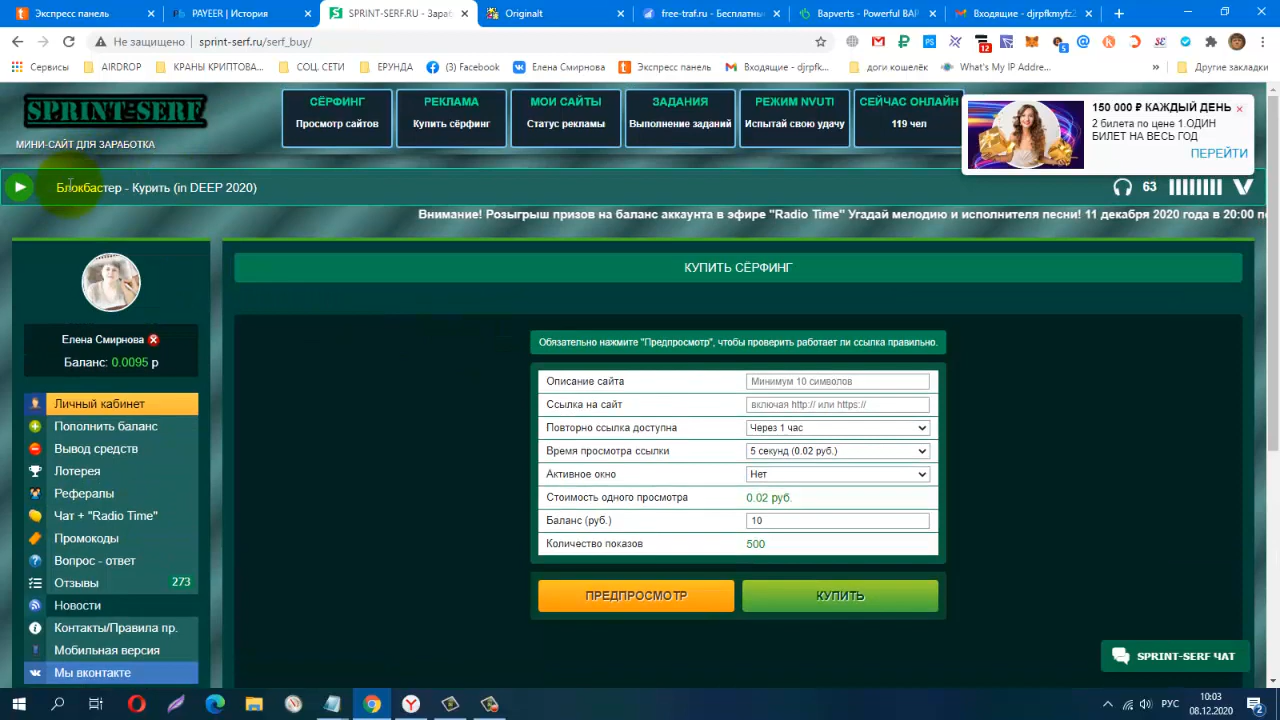 Экспресс панель
PAYEER | История
SPRINT-SERF.RU - Зара
Originalt
free-traf.ru - Бесплатны
Bapverts - Powerful BAP
Входящие - djrpfkmyfz2
Не защищено | sprint-serf.ru/serf_buy/
12
5
Сервисы
AIRDROP
КРАНЫ КРИПТОВА...
СОЦ. СЕТИ
ЕРУНДА
(3) Facebook
Елена Смирнова
Экспресс панель
Входящие - djrpfk...
доги кошелёк
What's My IP Addre...
»
Другие закладки
SPRINT-SERF
МИНИ-САЙТ ДЛЯ ЗАРАБОТКА
СЁРФИНГ
Просмотр сайтов
РЕКЛАМА
Купить сёрфинг
МОИ САЙТЫ
Статус рекламы
ЗАДАНИЯ
Выполнение заданий
РЕЖИМ NVUTI
Испытай свою удачу
СЕЙЧАС ОНЛАЙН
119 чел
150 000 ₽ КАЖДЫЙ ДЕНЬ
2 билета по цене 1.ОДИН
БИЛЕТ НА ВЕСЬ ГОД
ПЕРЕЙТИ
Блокбастер - Курить (in DEEP 2020)
63
Внимание! Розыгрыш призов на баланс аккаунта в эфире "Radio Time" Угадай мелодию и исполнителя песни! 11 декабря 2020 года в 20:00 п
Елена Смирнова
Баланс: 0.0095 р
Личный кабинет
Пополнить баланс
Вывод средств
Лотерея
Рефералы
Чат + "Radio Time"
Промокоды
Вопрос - ответ
Отзывы 273
Новости
Контакты/Правила пр.
Мобильная версия
Мы вконтакте
КУПИТЬ СЁРФИНГ
Обязательно нажмите "Предпросмотр", чтобы проверить работает ли ссылка правильно.
Описание сайта Минимум 10 символов
Ссылка на сайт включая http:// или https://
Повторно ссылка доступна Через 1 час
Время просмотра ссылки 5 секунд (0.02 руб.)
Активное окно Нет
Стоимость одного просмотра 0.02 руб.
Баланс (руб.) 10
Количество показов 500
ПРЕДПРОСМОТР
КУПИТЬ
SPRINT-SERF ЧАТ
РУС
10:03
08.12.2020
2